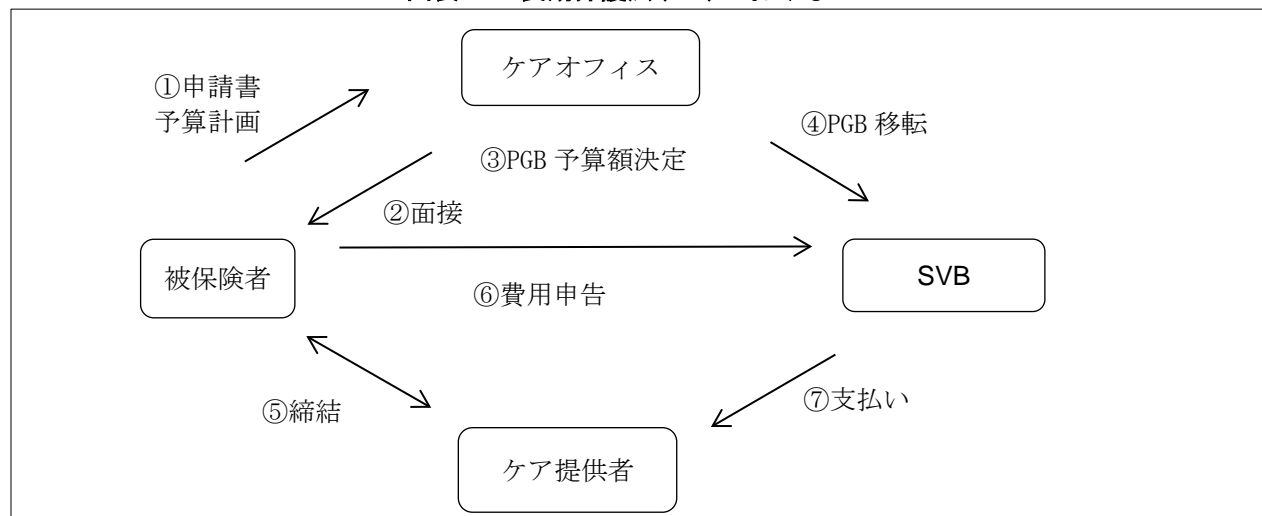 ケアオフィス
①申請書
予算計画
④PGB 移転
③PGB 予算額決定
②面接
被保険者
SVB
⑥費用申告
⑤締結
⑦支払い
ケア提供者